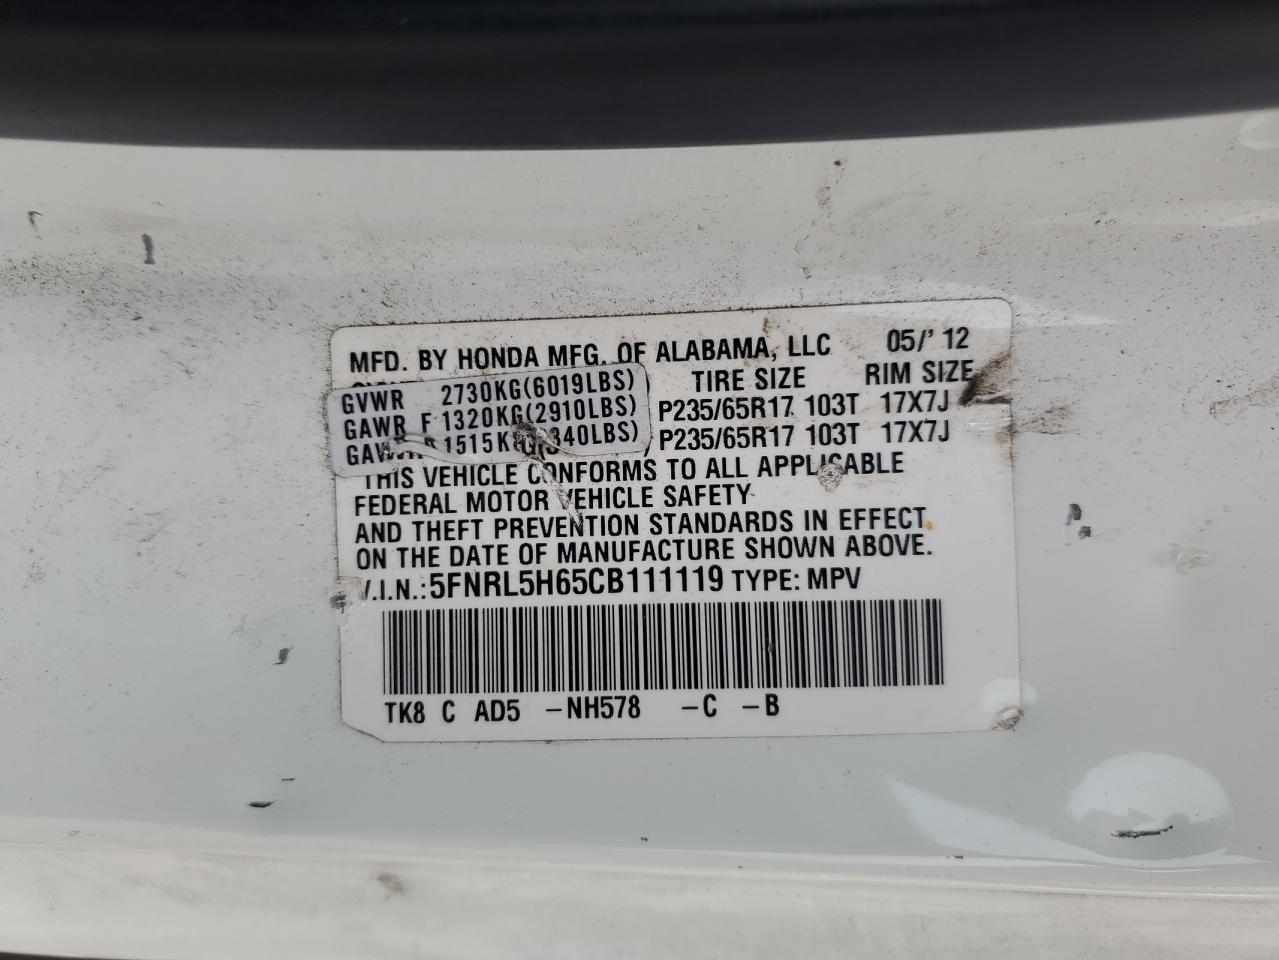 MFD. BY HONDA MFG. OF ALABAMA, LLC 05/'12
TIRE SIZE RIM SIZE
GVWR 2730KG(6019LBS)
GAWR F 1320KG(2910LBS) P235/65R17 103T 17X7J
1515KG 340LBS) P235/65R17 103T 17X7J
THIS VEHICLE CONFORMS TO ALL APPLICABLE
FEDERAL MOTOR VEHICLE SAFETY
AND THEFT PREVENTION STANDARDS IN EFFECT
ON THE DATE OF MANUFACTURE SHOWN ABOVE.
V.I.N.:5FNRL5H65CB111119 TYPE: MPV
TK8 C AD5 -NH578 -C -B